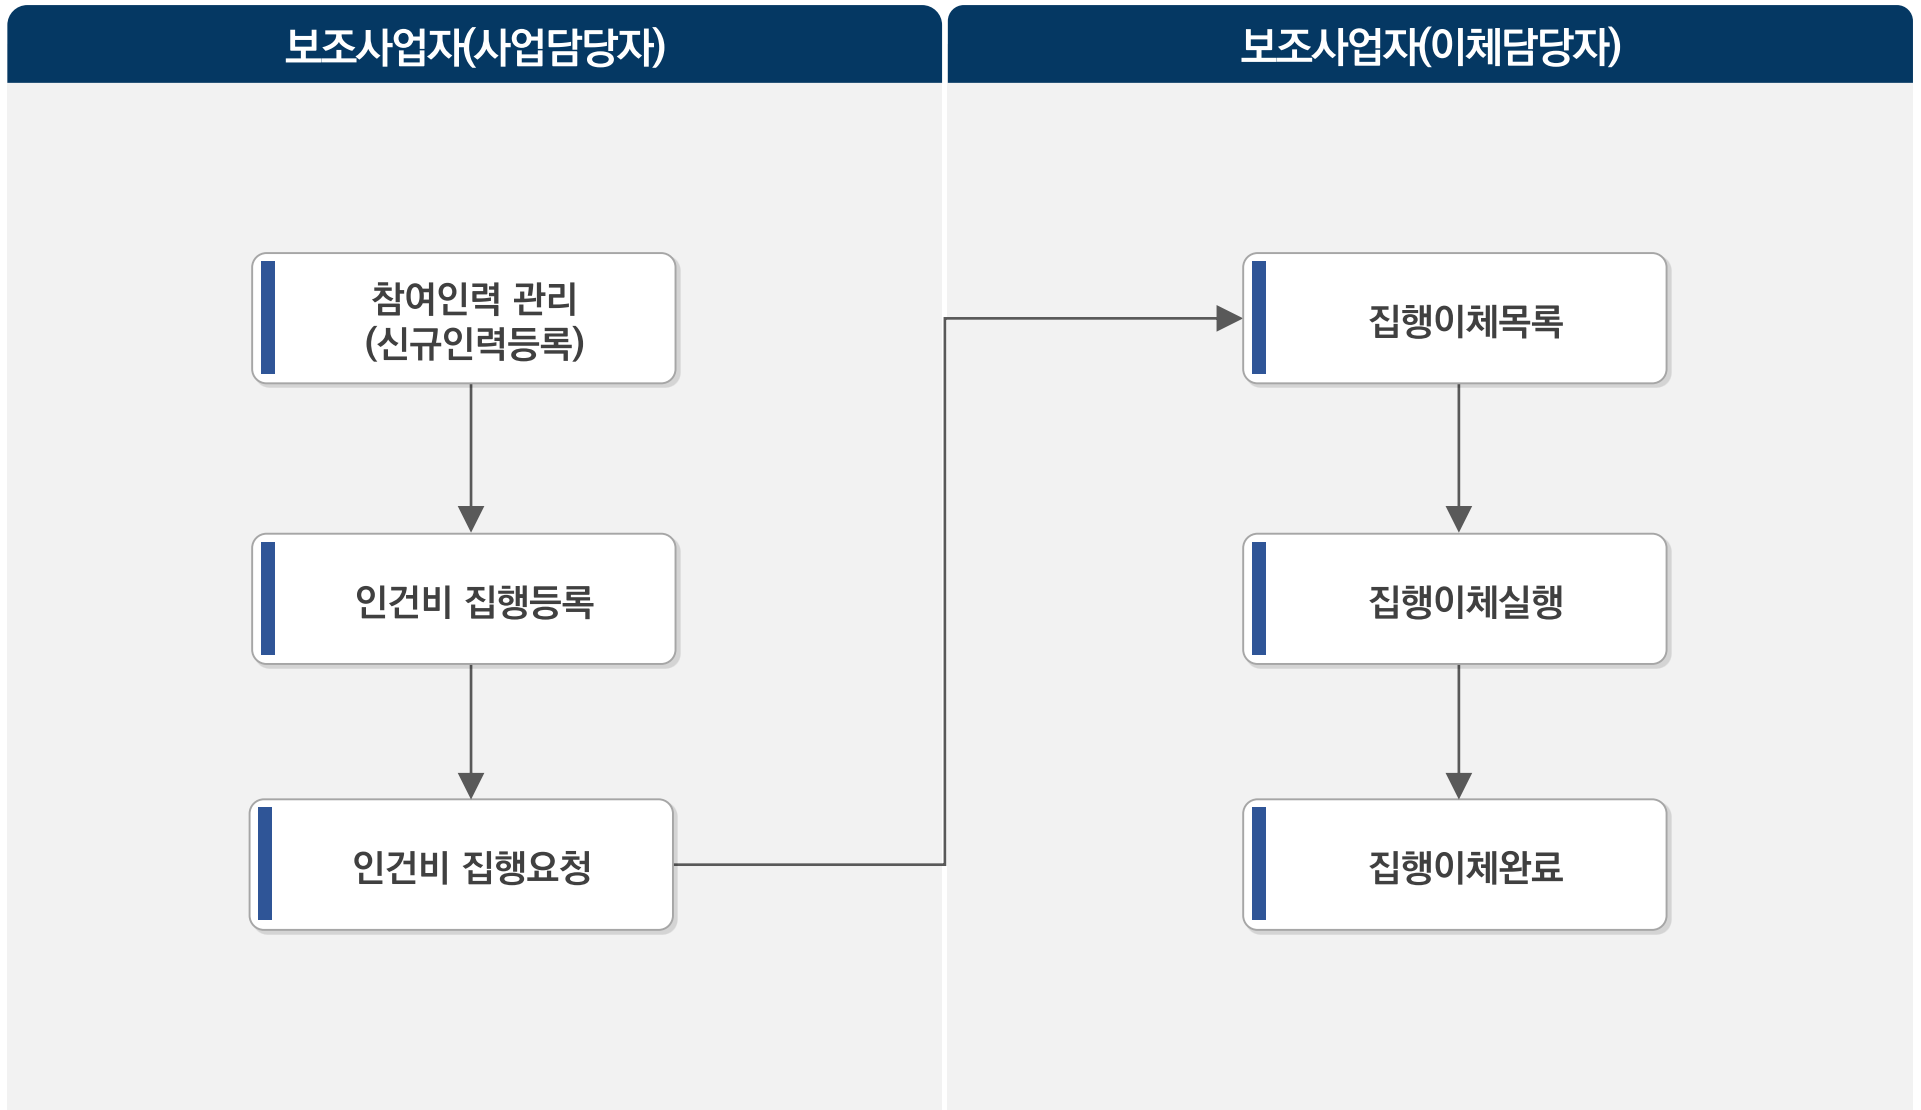 보조사업자(사업담당자)
보조사업자(이체담당자)
참여인력 관리
(신규인력등록)
인건비 집행등록
인건비 집행요청
집행이체목록
집행이체실행
집행이체완료